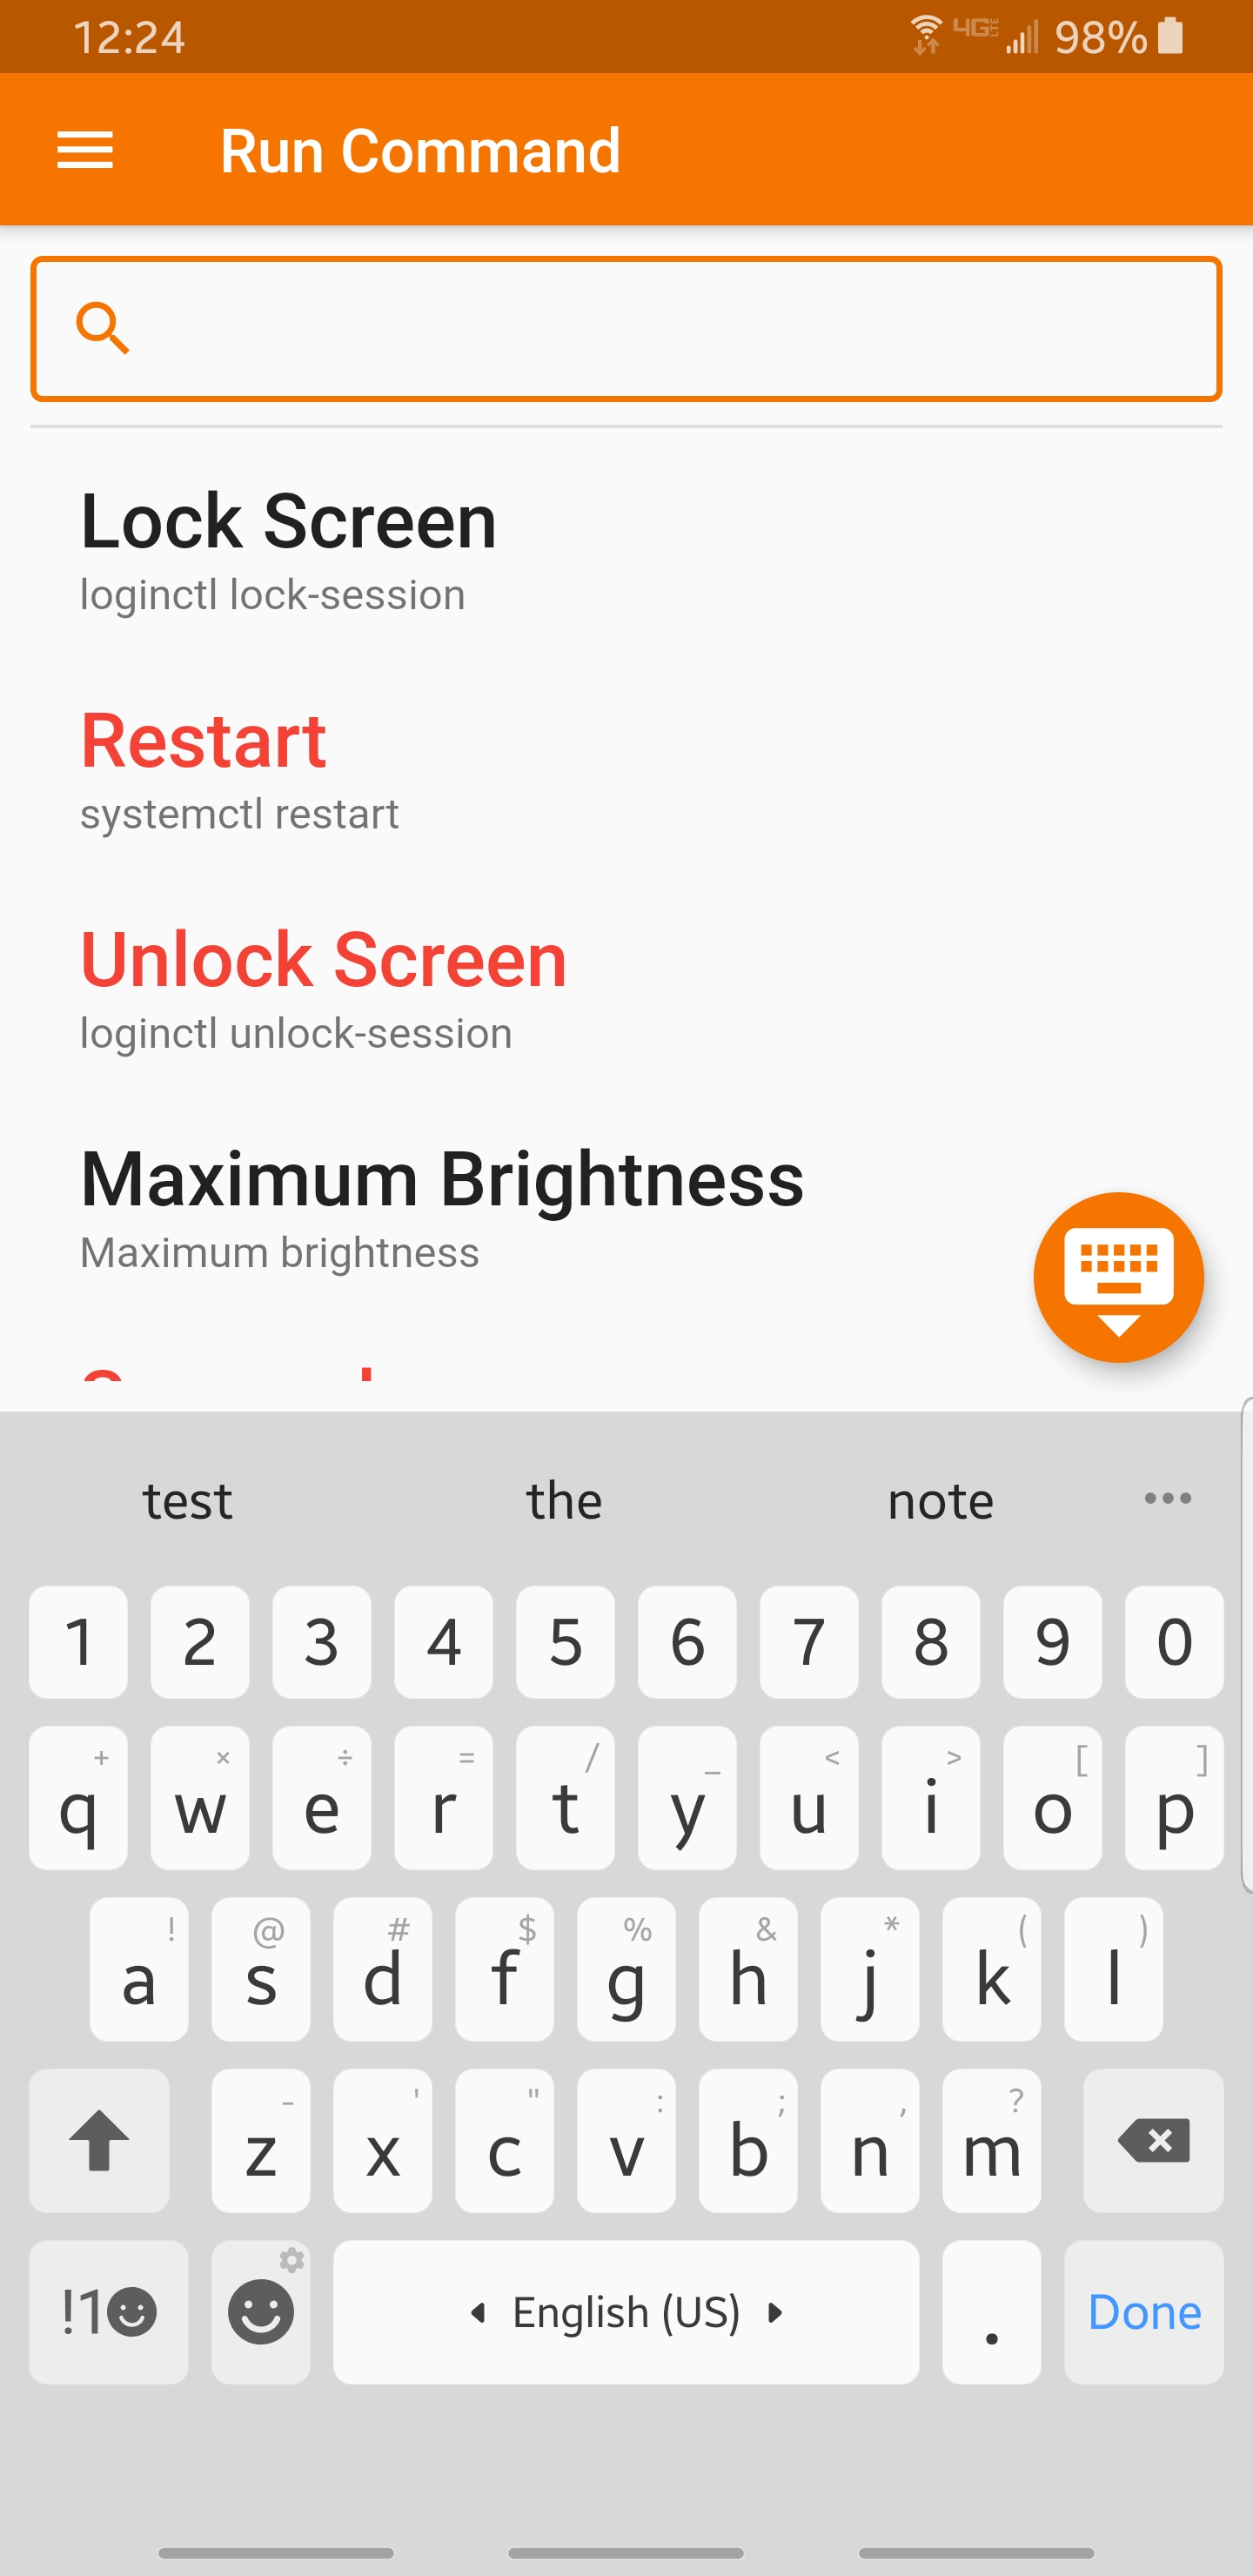 12:24 4G LTE 98%
Run Command
Lock Screen
loginctl lock-session
Restart
systemctl restart
Unlock Screen
loginctl unlock-session
Maximum Brightness
Maximum brightness
test the note
1 2 3 4 5 6 7 8 9 0
+ × ÷ = / _ < > [ ]
q w e r t y u i o p
! @ # $ % & * ( )
a s d f g h j k l
- ' " : ; , ?
z x c v b n m
!1 English (US) . Done